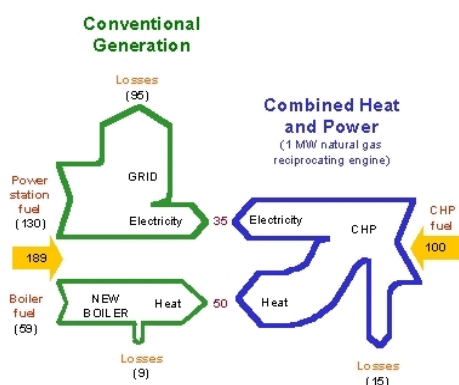 Conventional
Generation
Losses
(95)
Combined Heat
and Power
(1 MW natural gas
reciprocating engine)
GRID
Power
station
fuel
(130)
Electricity
35
Electricity
CHP
CHP
fuel
100
189
Boiler
fuel
(59)
NEW
BOILER
Heat
50
Heat
Losses
(9)
Losses
(15)